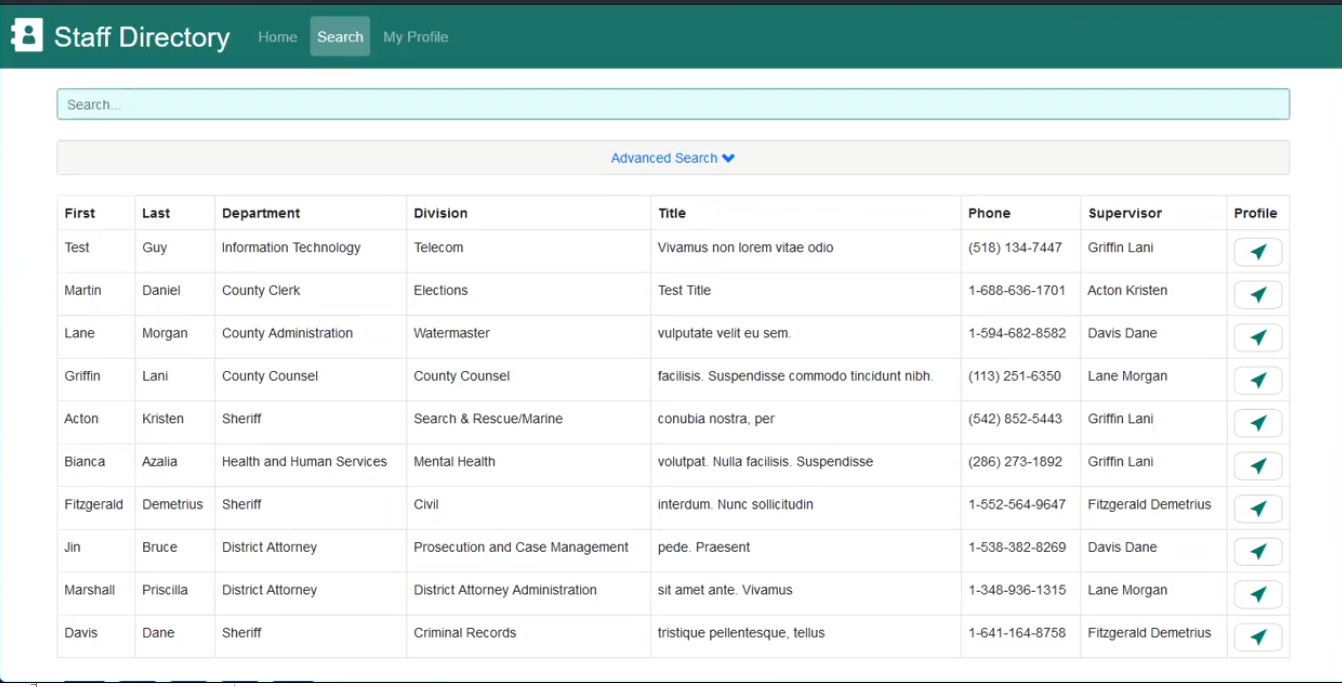 Staff Directory Home Search My Profile
Search...
Advanced Search
First Last Department Division Title Phone Supervisor Profile
Test Guy Information Technology Telecom Vivamus non lorem vitae odio (518) 134-7447 Griffin Lani
Martin Daniel County Clerk Elections Test Title 1-688-636-1701 Acton Kristen
Lane Morgan County Administration Watermaster vulputate velit eu sem. 1-594-682-8582 Davis Dane
Griffin Lani County Counsel County Counsel facilisis. Suspendisse commodo tincidunt nibh. (113) 251-6350 Lane Morgan
Acton Kristen Sheriff Search & Rescue/Marine conubia nostra, per (542) 852-5443 Griffin Lani
Bianca Azalia Health and Human Services Mental Health volutpat. Nulla facilisis. Suspendisse (286) 273-1892 Griffin Lani
Fitzgerald Demetrius Sheriff Civil interdum. Nunc sollicitudin 1-552-564-9647 Fitzgerald Demetrius
Jin Bruce District Attorney Prosecution and Case Management pede. Praesent 1-538-382-8269 Davis Dane
Marshall Priscilla District Attorney District Attorney Administration sit amet ante. Vivamus 1-348-936-1315 Lane Morgan
Davis Dane Sheriff Criminal Records tristique pellentesque, tellus 1-641-164-8758 Fitzgerald Demetrius